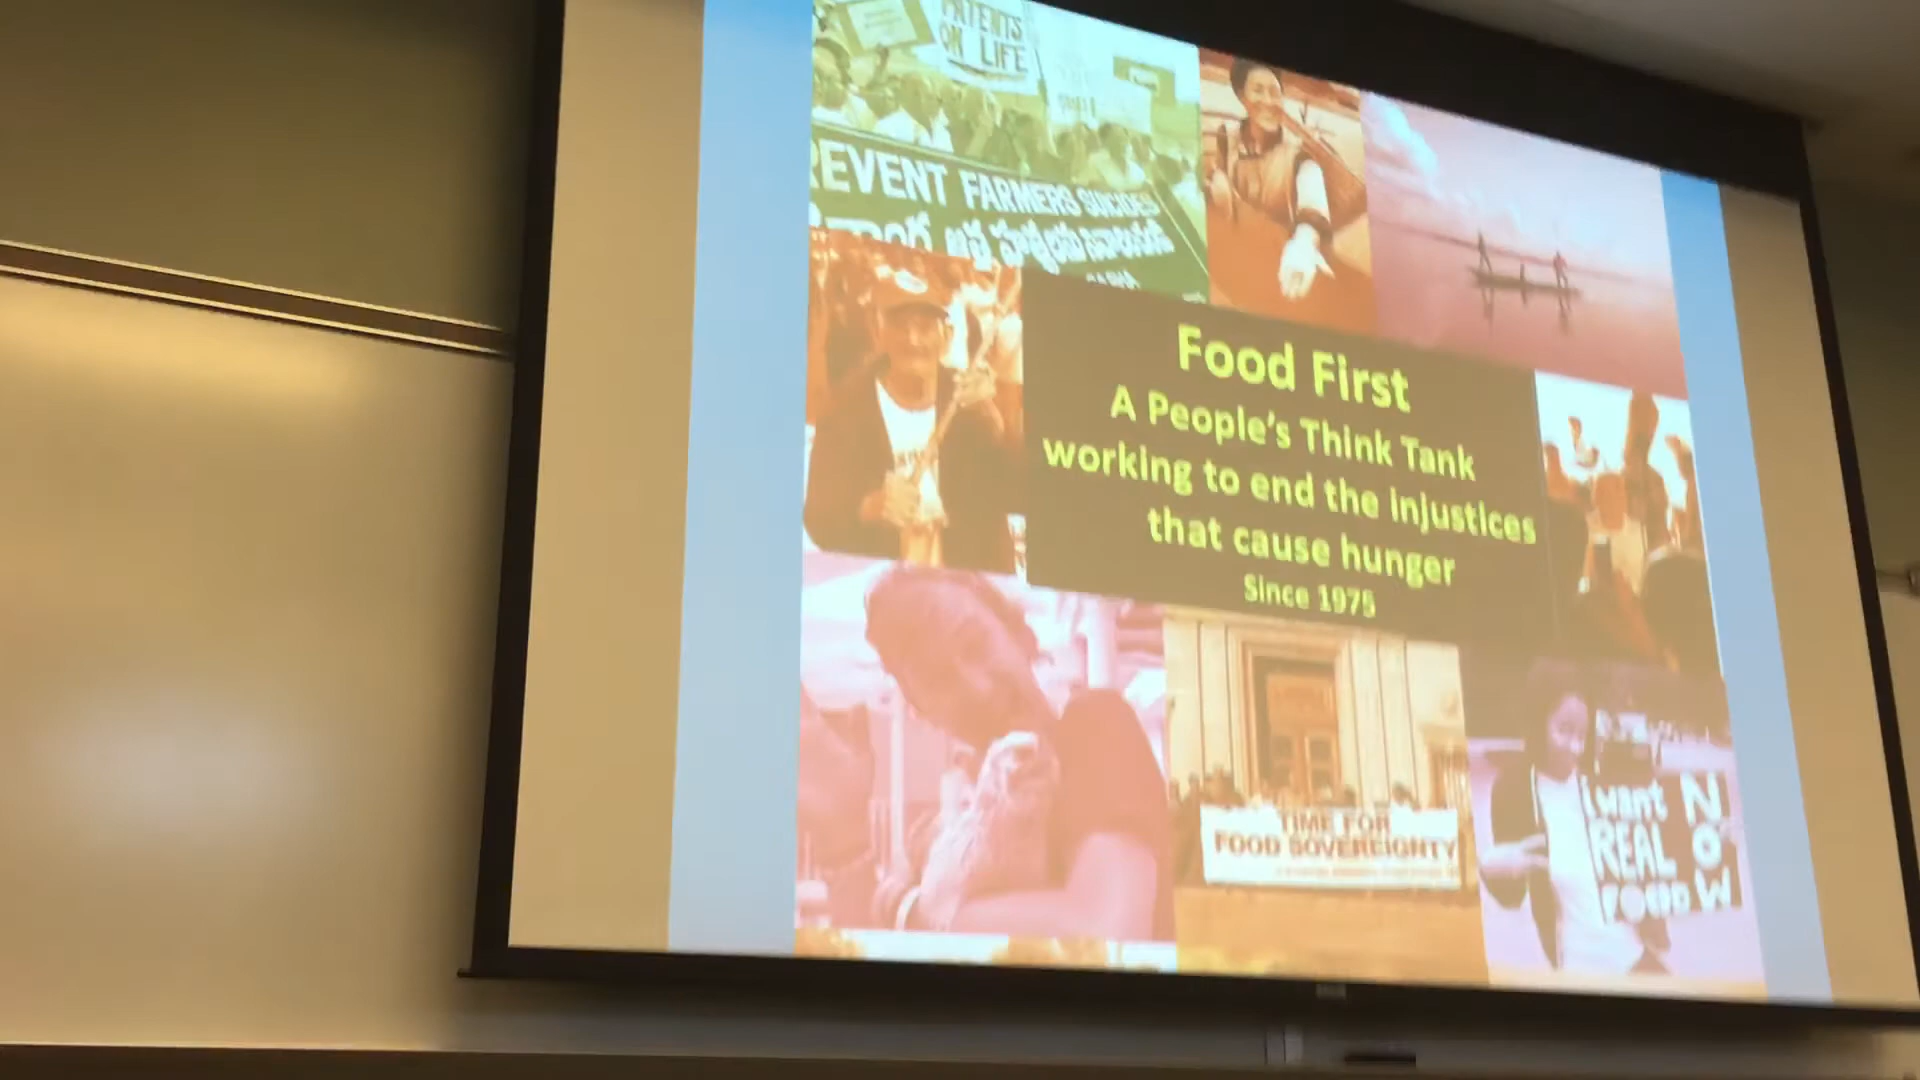 PATENTS
ON LIFE
REVENT FARMERS SUICIDES
Food First
A People's Think Tank
working to end the injustices
that cause hunger
Since 1975
TIME FOR
FOOD SOVEREIGNTY
i want
REAL
FOOD
NOW